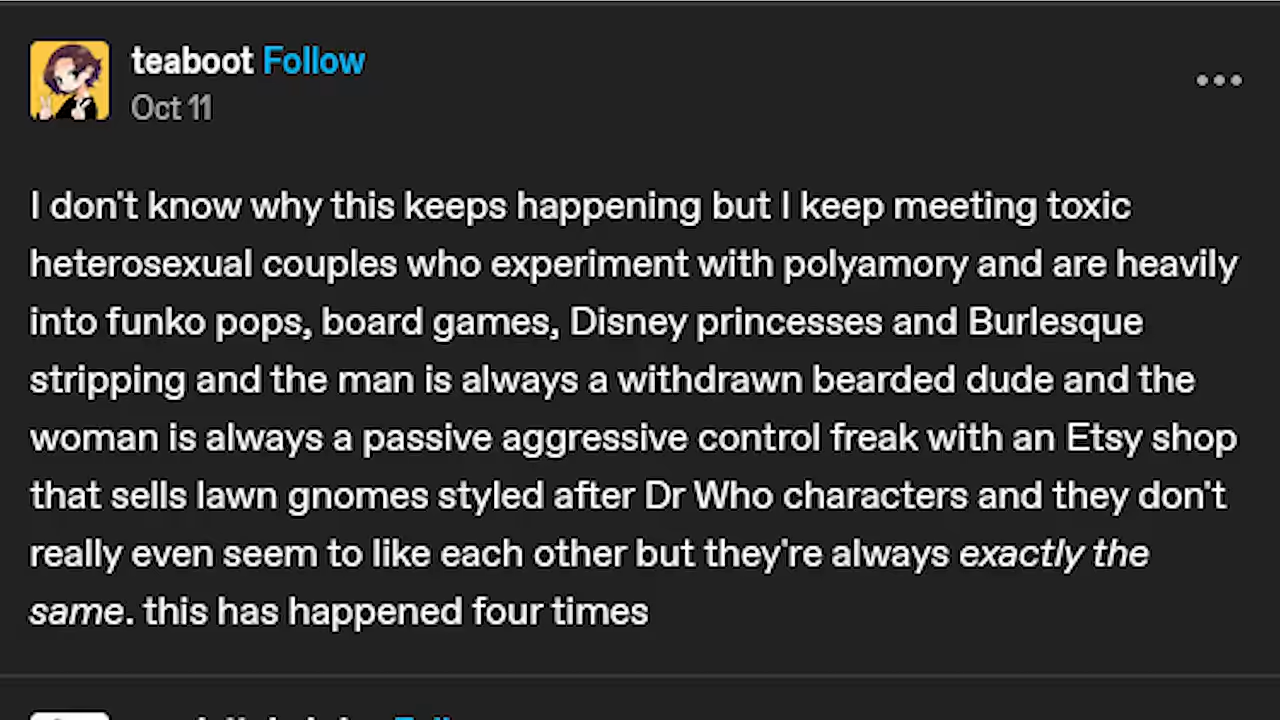 teaboot Follow
Oct 11
I don't know why this keeps happening but I keep meeting toxic
heterosexual couples who experiment with polyamory and are heavily
into funko pops, board games, Disney princesses and Burlesque
stripping and the man is always a withdrawn bearded dude and the
woman is always a passive aggressive control freak with an Etsy shop
that sells lawn gnomes styled after Dr Who characters and they don't
really even seem to like each other but they're always exactly the
same. this has happened four times